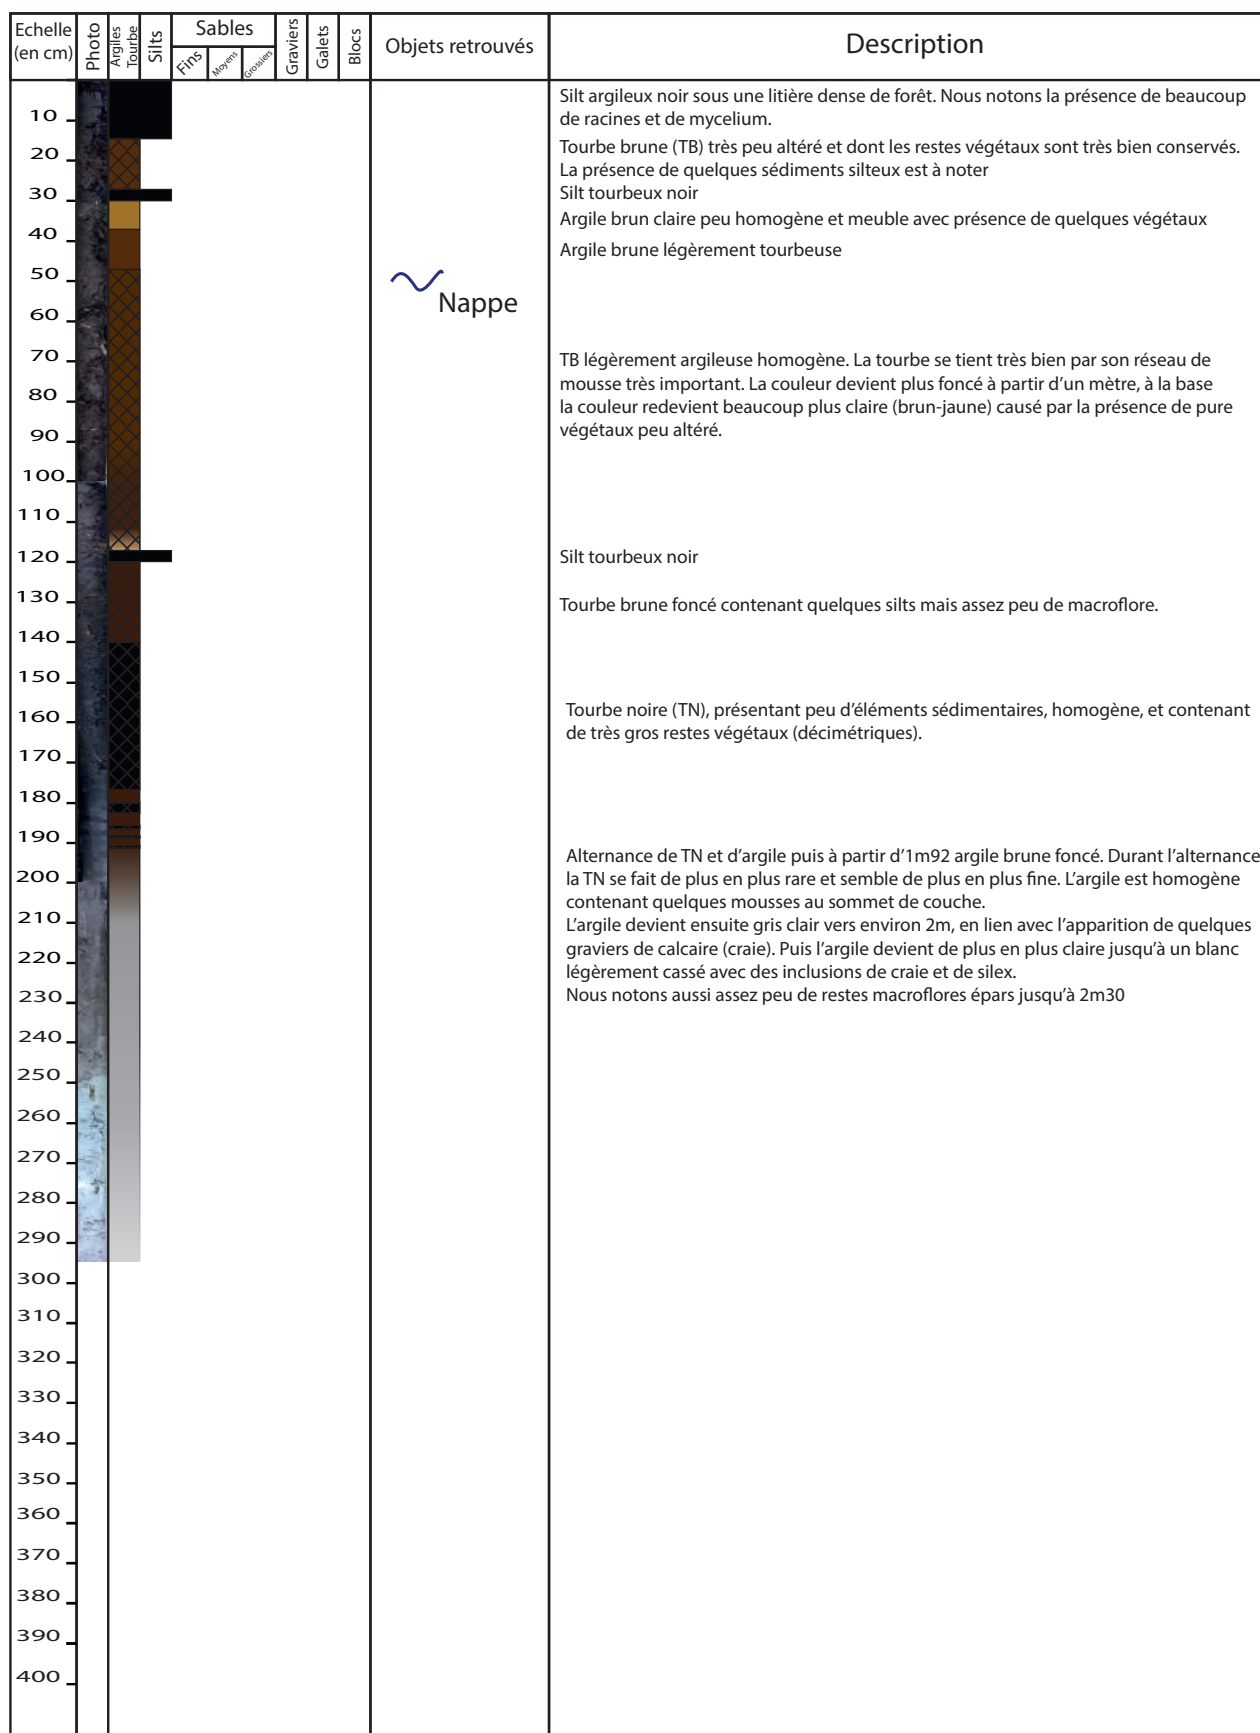 Echelle
(en cm)
Photo
Argiles
Tourbe
Silts
Sables
Fins
Moyens
Grossiers
Graviers
Galets
Blocs
Objets retrouvés
Description
10
20
30
40
50
60
70
80
90
100
110
120
130
140
150
160
170
180
190
200
210
220
230
240
250
260
270
280
290
300
310
320
330
340
350
360
370
380
390
400
Nappe
Silt argileux noir sous une litière dense de forêt. Nous notons la présence de beaucoup
de racines et de mycelium.
Tourbe brune (TB) très peu altéré et dont les restes végétaux sont très bien conservés.
La présence de quelques sédiments silteux est à noter
Silt tourbeux noir
Argile brun claire peu homogène et meuble avec présence de quelques végétaux
Argile brune légèrement tourbeuse
TB légèrement argileuse homogène. La tourbe se tient très bien par son réseau de
mousse très important. La couleur devient plus foncé à partir d'un mètre, à la base
la couleur redevient beaucoup plus claire (brun-jaune) causé par la présence de pure
végétaux peu altéré.
Silt tourbeux noir
Tourbe brune foncé contenant quelques silts mais assez peu de macroflore.
Tourbe noire (TN), présentant peu d'éléments sédimentaires, homogène, et contenant
de très gros restes végétaux (décimétriques).
Alternance de TN et d'argile puis à partir d'1m92 argile brune foncé. Durant l'alternance
la TN se fait de plus en plus rare et semble de plus en plus fine. L'argile est homogène
contenant quelques mousses au sommet de couche.
L'argile devient ensuite gris clair vers environ 2m, en lien avec l'apparition de quelques
graviers de calcaire (craie). Puis l'argile devient de plus en plus claire jusqu'à un blanc
légèrement cassé avec des inclusions de craie et de silex.
Nous notons aussi assez peu de restes macroflores épars jusqu'à 2m30